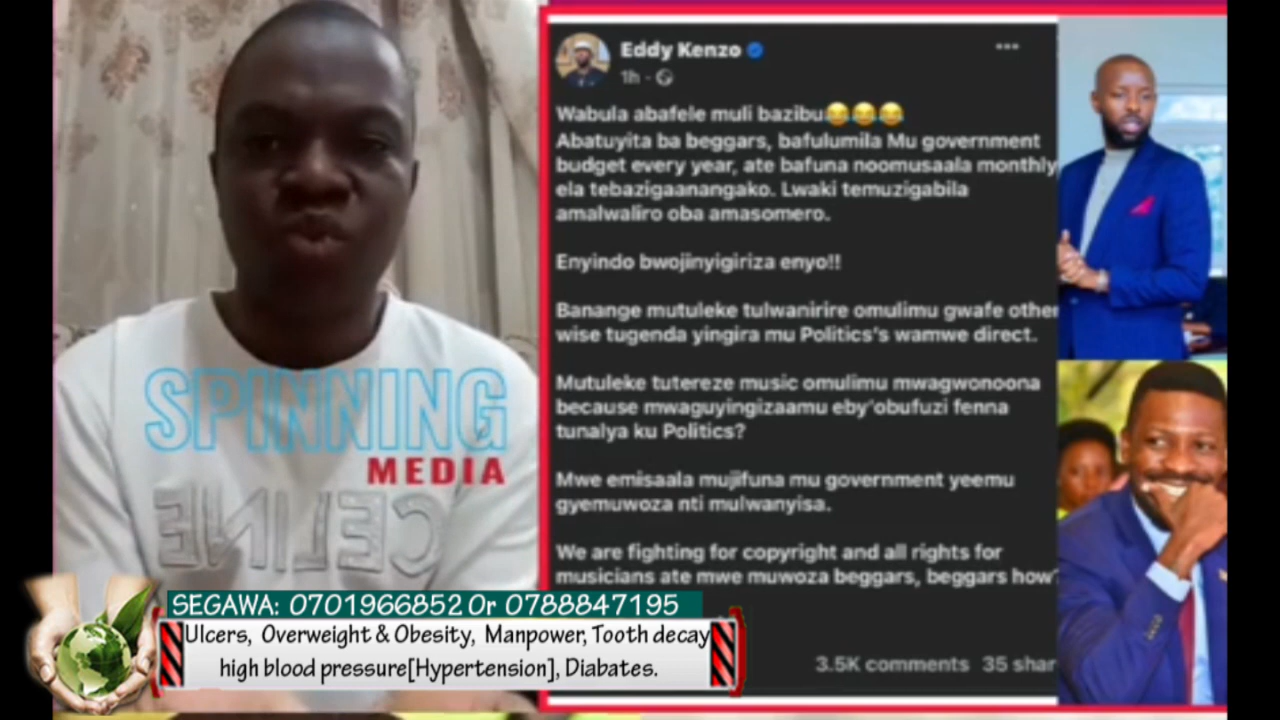 Eddy Kenzo
1h
Wabula abafele muli bazibu😂😂😂
Abatuyita ba beggars, bafulumila Mu government
budget every year, ate bafuna noomusaala monthly
ela tebazigaanangako. Lwaki temuzigabila
amalwaliro oba amasomero.
Enyindo bwojinyigiriza enyo!!
Banange mutuleke tulwanirire omulimu gwafe other
wise tugenda yingira mu Politics's wamwe direct.
Mutuleke tutereze music omulimu mwagwonoona
because mwaguyingizaamu eby'obufuzi fenna
tunalya ku Politics?
Mwe emisaala mujifuna mu government yeemu
gyemuwoza nti mulwanyisa.
We are fighting for copyright and all rights for
musicians ate mwe muwoza beggars, beggars how?
3.5K comments 35 shar
SPINNING
MEDIA
CELINE
SEGAWA: 0701966852 Or 0788847195
Ulcers, Overweight & Obesity, Manpower, Tooth decay
high blood pressure[Hypertension], Diabates.